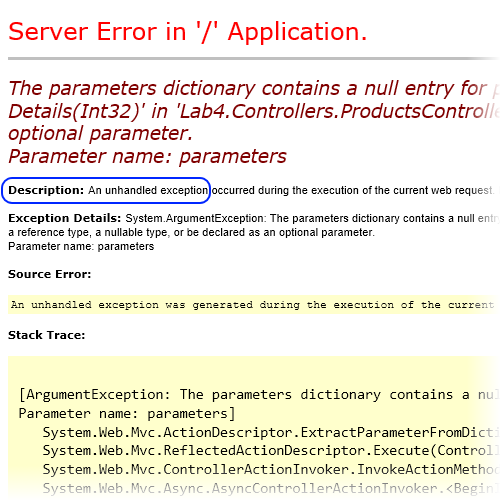 Server Error in '/' Application.
The parameters dictionary contains a null entry for
Details(Int32)' in 'Lab4.Controllers.ProductsControlle
optional parameter.
Parameter name: parameters
Description: An unhandled exception occurred during the execution of the current web request.
Exception Details: System.ArgumentException: The parameters dictionary contains a null entr
a reference type, a nullable type, or be declared as an optional parameter.
Parameter name: parameters
Source Error:
An unhandled exception was generated during the execution of the current
Stack Trace:
[ArgumentException: The parameters dictionary contains a nul
Parameter name: parameters]
System.Web.Mvc.ActionDescriptor.ExtractParameterFromDicti
System.Web.Mvc.ReflectedActionDescriptor.Execute(Control
System.Web.Mvc.ControllerActionInvoker.InvokeActionMetho
System.Web.Mvc.Async.AsyncControllerActionInvoker.<Begin